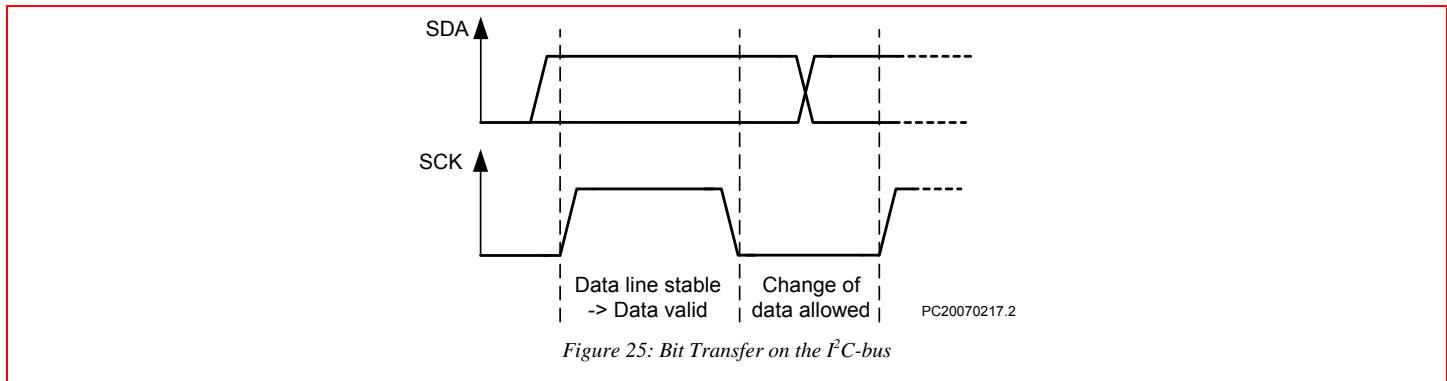 SDA
SCK
Data line stable
-> Data valid
Change of
data allowed
PC20070217.2
Figure 25: Bit Transfer on the I²C-bus